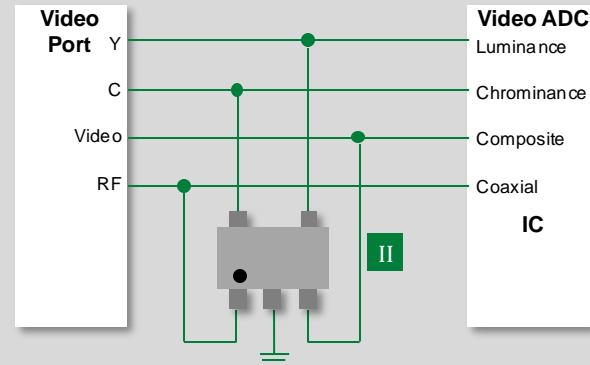 Video
Port
Y
C
Video
RF
Video ADC
Luminance
Chrominance
Composite
Coaxial
IC
II